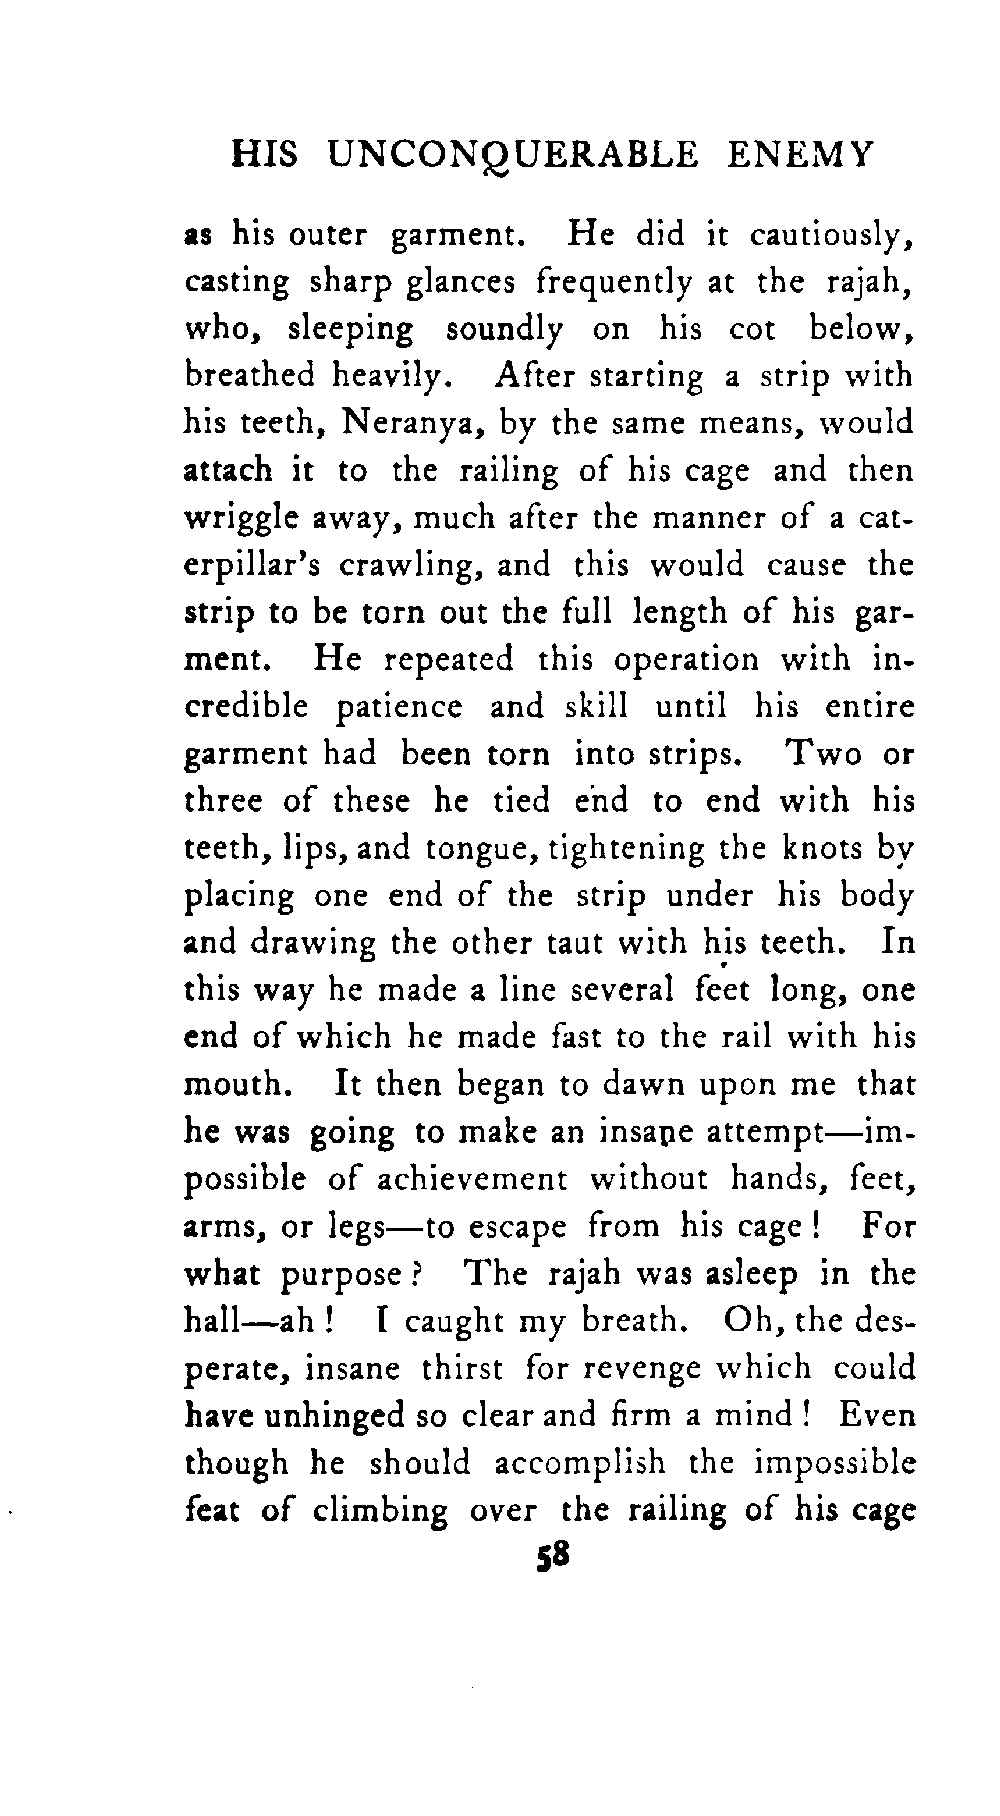 HIS UNCONQUERABLE ENEMY
as his outer garment. He did it cautiously,
casting sharp glances frequently at the rajah,
who, sleeping soundly on his cot below,
breathed heavily. After starting a strip with
his teeth, Neranya, by the same means, would
attach it to the railing of his cage and then
wriggle away, much after the manner of a cat-
erpillar's crawling, and this would cause the
strip to be torn out the full length of his gar-
ment. He repeated this operation with in-
credible patience and skill until his entire
garment had been torn into strips. Two or
three of these he tied end to end with his
teeth, lips, and tongue, tightening the knots by
placing one end of the strip under his body
and drawing the other taut with his teeth. In
this way he made a line several feet long, one
end of which he made fast to the rail with his
mouth. It then began to dawn upon me that
he was going to make an insane attempt—im-
possible of achievement without hands, feet,
arms, or legs—to escape from his cage! For
what purpose? The rajah was asleep in the
hall—ah! I caught my breath. Oh, the des-
perate, insane thirst for revenge which could
have unhinged so clear and firm a mind! Even
though he should accomplish the impossible
feat of climbing over the railing of his cage
58